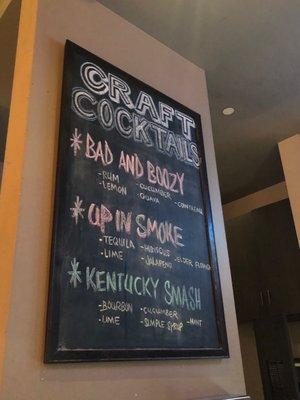 CRAFT
COCKTAILS
* BAD AND BOOZY
-RUM -CUCUMBER -COINTREAU
-LEMON -GUAVA
* UP IN SMOKE
-TEQUILA -HIBISCUS -ELDER FLOWER
-LIME -JALAPENO
* KENTUCKY SMASH
-BOURBON -CUCUMBER -MINT
-LIME -SIMPLE SYRUP